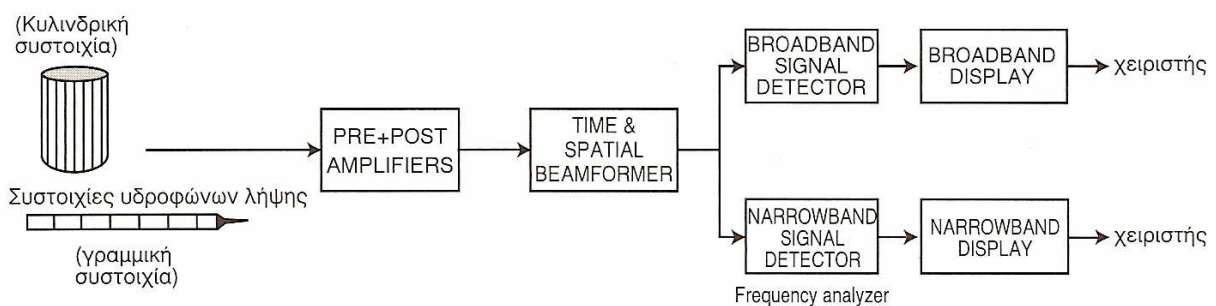 (Κυλινδρική
συστοιχία)
Συστοιχίες υδροφώνων λήψης
(γραμμική
συστοιχία)
PRE+POST
AMPLIFIERS
TIME &
SPATIAL
BEAMFORMER
BROADBAND
SIGNAL
DETECTOR
BROADBAND
DISPLAY
χειριστής
NARROWBAND
SIGNAL
DETECTOR
Frequency analyzer
NARROWBAND
DISPLAY
χειριστής